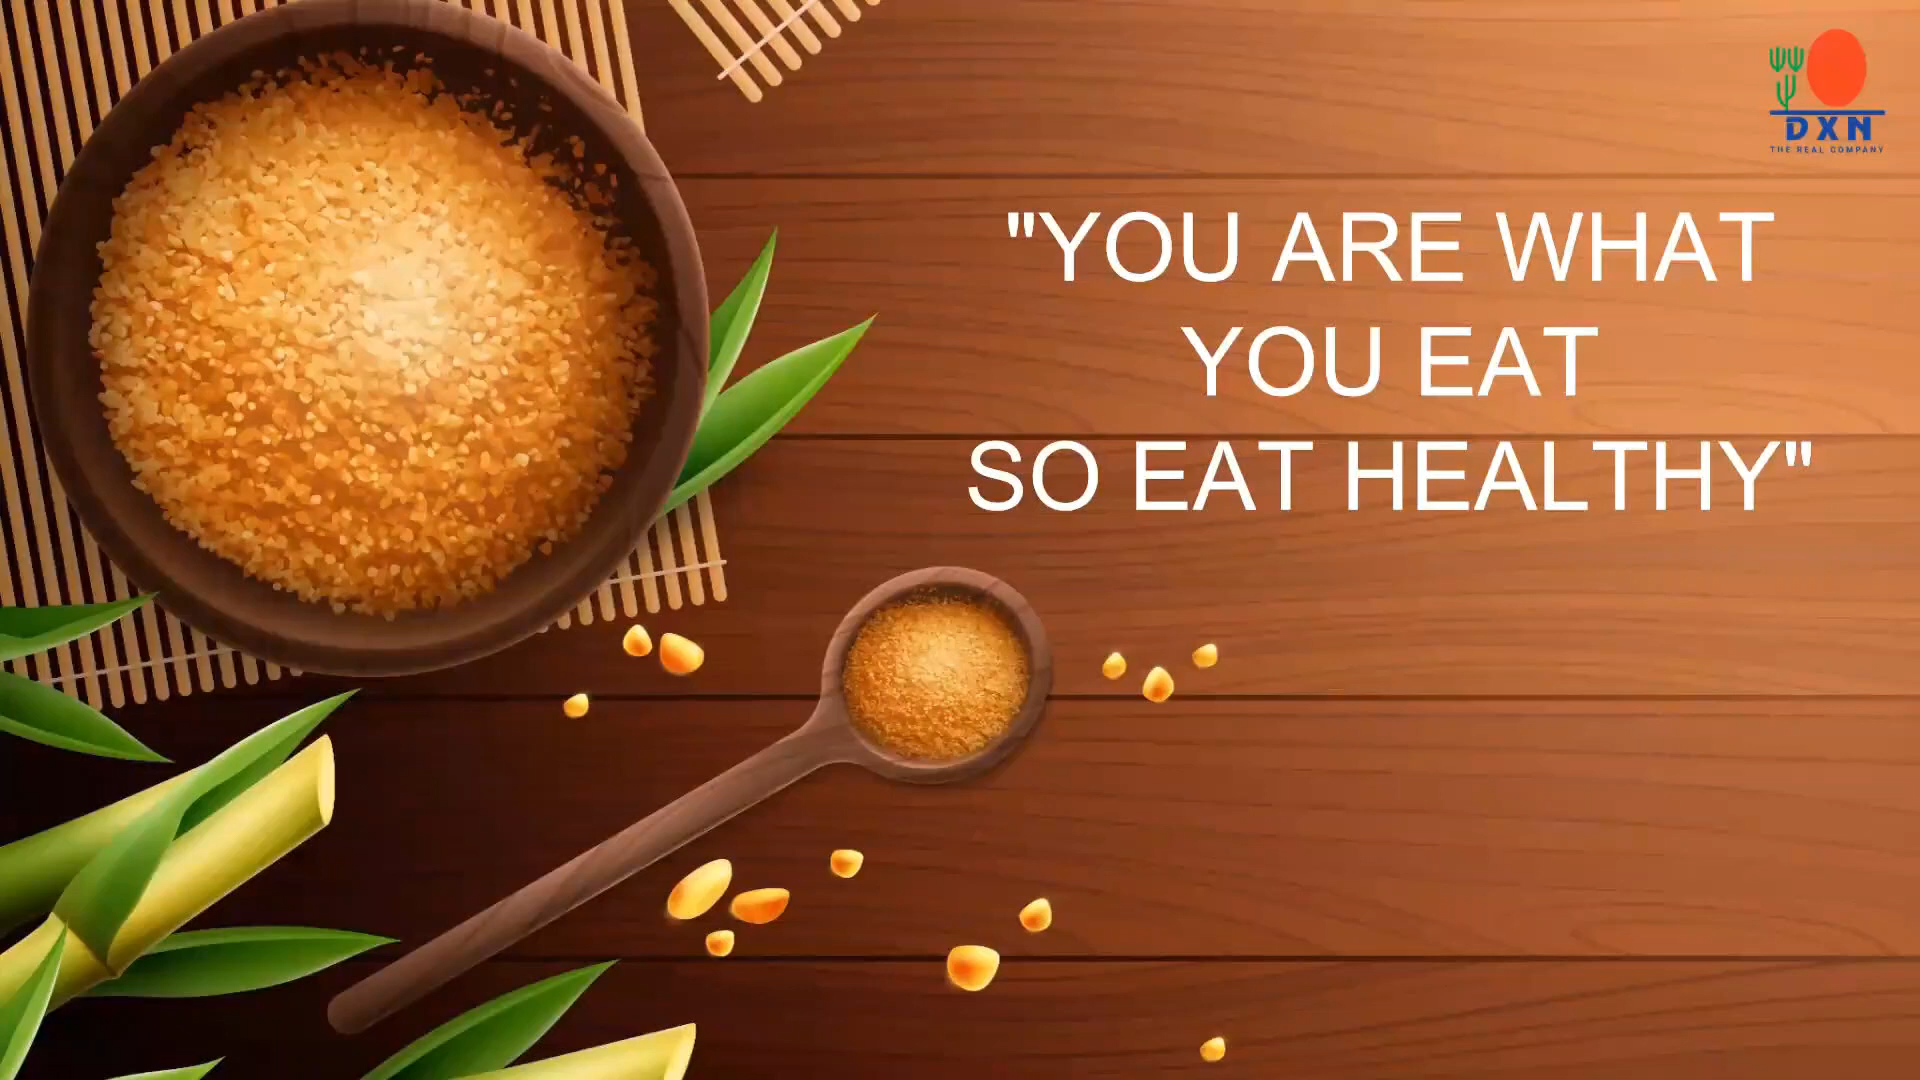 DXN
THE REAL COMPANY
"YOU ARE WHAT
YOU EAT
SO EAT HEALTHY"